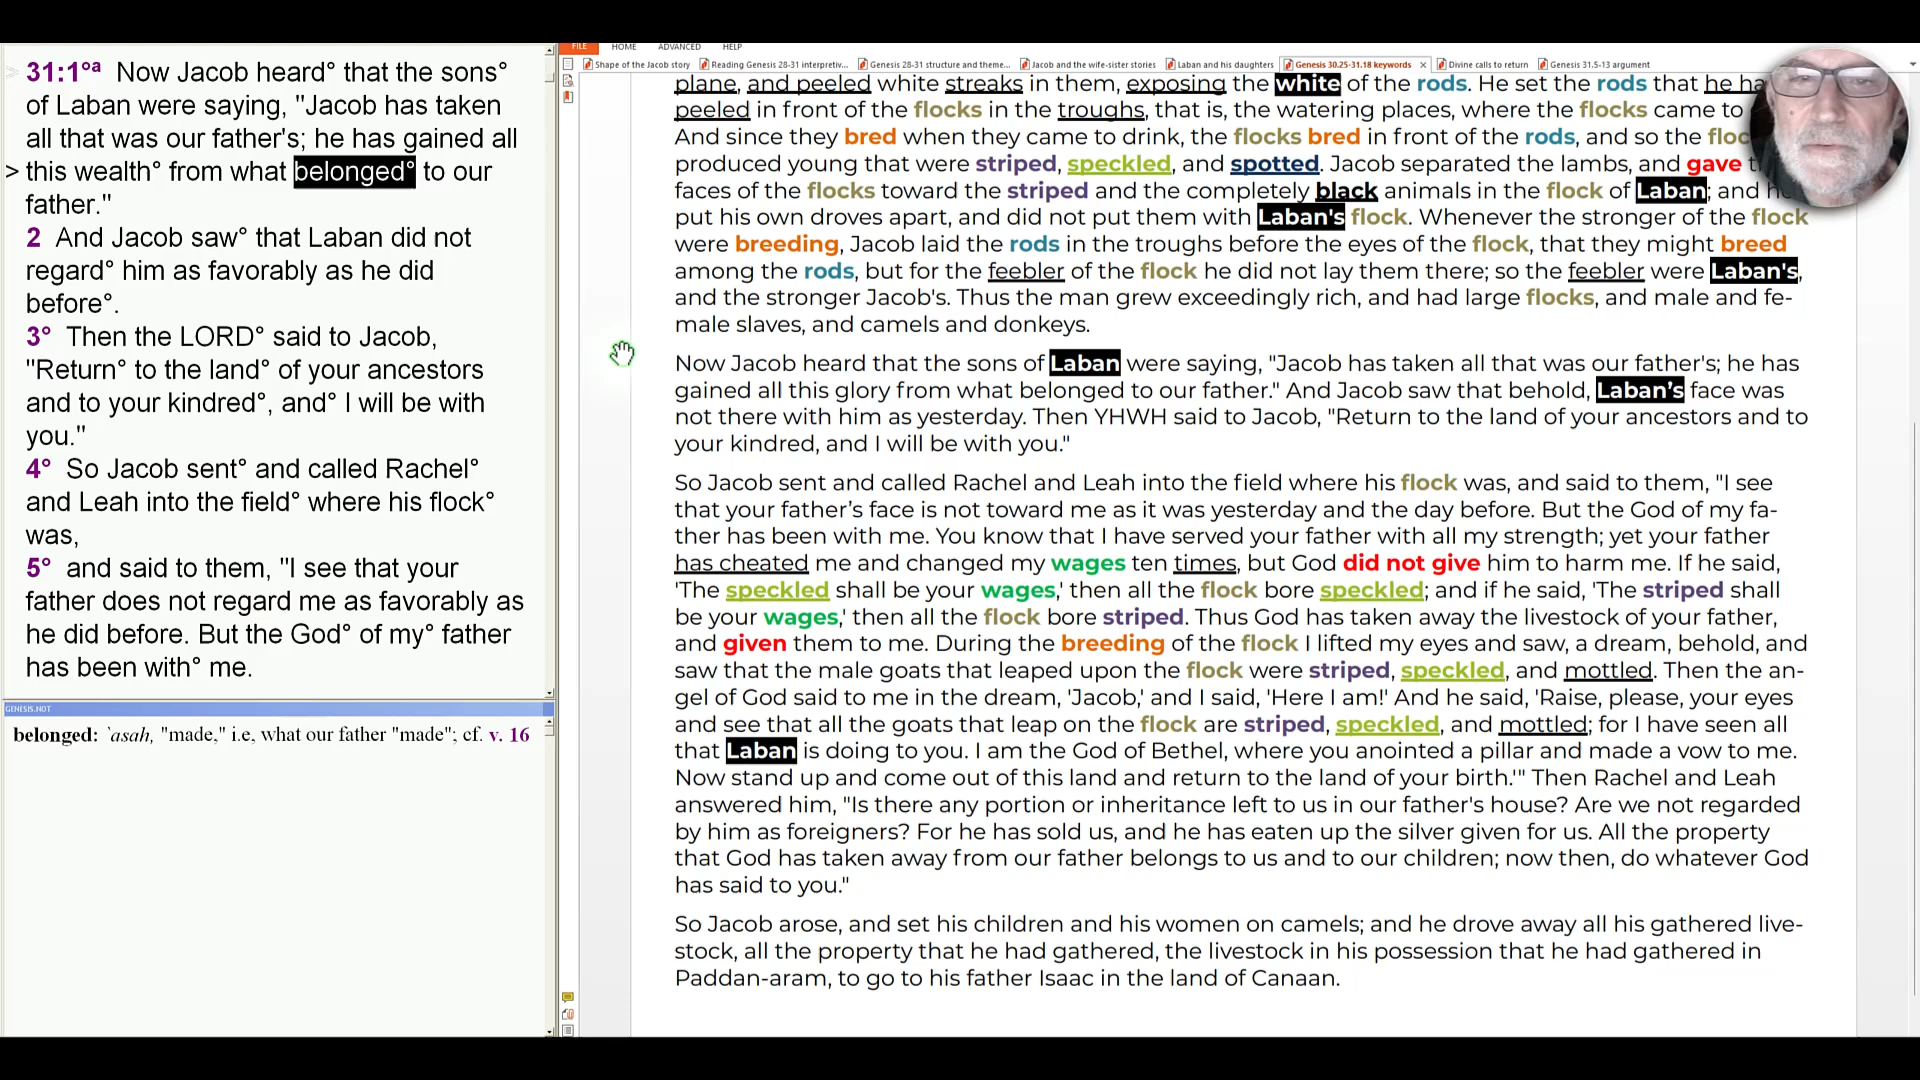 31:1°ª Now Jacob heard° that the sons°
of Laban were saying, "Jacob has taken
all that was our father's; he has gained all
> this wealth° from what belonged° to our
father."
2 And Jacob saw° that Laban did not
regard° him as favorably as he did
before°.
3° Then the LORD° said to Jacob,
"Return° to the land° of your ancestors
and to your kindred°, and° I will be with
you."
4° So Jacob sent° and called Rachel°
and Leah into the field° where his flock°
was,
5° and said to them, "I see that your
father does not regard me as favorably as
he did before. But the God° of my° father
has been with° me.
GENESIS.NOT
belonged: `asah, "made," i.e, what our father "made"; cf. v. 16
FILE HOME ADVANCED HELP
Shape of the Jacob story Reading Genesis 28-31 interpretiv... Genesis 28-31 structure and theme... Jacob and the wife-sister stories Laban and his daughters Genesis 30.25-31.18 keywords × Divine calls to return Genesis 31.5-13 argument
plane, and peeled white streaks in them, exposing the white of the rods. He set the rods that he ha
peeled in front of the flocks in the troughs, that is, the watering places, where the flocks came to
And since they bred when they came to drink, the flocks bred in front of the rods, and so the floc
produced young that were striped, speckled, and spotted. Jacob separated the lambs, and gave t
faces of the flocks toward the striped and the completely black animals in the flock of Laban; and h
put his own droves apart, and did not put them with Laban's flock. Whenever the stronger of the flock
were breeding, Jacob laid the rods in the troughs before the eyes of the flock, that they might breed
among the rods, but for the feebler of the flock he did not lay them there; so the feebler were Laban's,
and the stronger Jacob's. Thus the man grew exceedingly rich, and had large flocks, and male and fe-
male slaves, and camels and donkeys.
Now Jacob heard that the sons of Laban were saying, "Jacob has taken all that was our father's; he has
gained all this glory from what belonged to our father." And Jacob saw that behold, Laban’s face was
not there with him as yesterday. Then YHWH said to Jacob, "Return to the land of your ancestors and to
your kindred, and I will be with you."
So Jacob sent and called Rachel and Leah into the field where his flock was, and said to them, "I see
that your father’s face is not toward me as it was yesterday and the day before. But the God of my fa-
ther has been with me. You know that I have served your father with all my strength; yet your father
has cheated me and changed my wages ten times, but God did not give him to harm me. If he said,
'The speckled shall be your wages,' then all the flock bore speckled; and if he said, 'The striped shall
be your wages,' then all the flock bore striped. Thus God has taken away the livestock of your father,
and given them to me. During the breeding of the flock I lifted my eyes and saw, a dream, behold, and
saw that the male goats that leaped upon the flock were striped, speckled, and mottled. Then the an-
gel of God said to me in the dream, 'Jacob,' and I said, 'Here I am!' And he said, 'Raise, please, your eyes
and see that all the goats that leap on the flock are striped, speckled, and mottled; for I have seen all
that Laban is doing to you. I am the God of Bethel, where you anointed a pillar and made a vow to me.
Now stand up and come out of this land and return to the land of your birth.'" Then Rachel and Leah
answered him, "Is there any portion or inheritance left to us in our father's house? Are we not regarded
by him as foreigners? For he has sold us, and he has eaten up the silver given for us. All the property
that God has taken away from our father belongs to us and to our children; now then, do whatever God
has said to you."
So Jacob arose, and set his children and his women on camels; and he drove away all his gathered live-
stock, all the property that he had gathered, the livestock in his possession that he had gathered in
Paddan-aram, to go to his father Isaac in the land of Canaan.